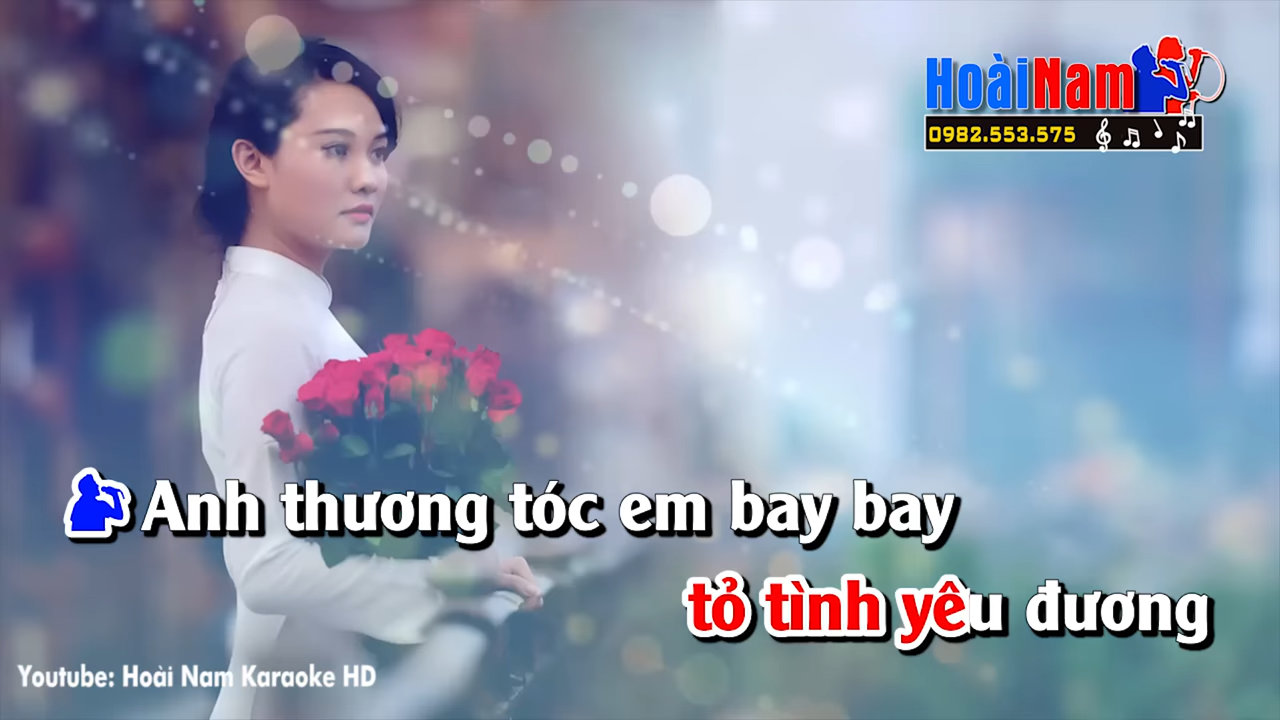 HoàiNam
0982.553.575
Anh thương tóc em bay bay
tỏ tình yêu đương
Youtube: Hoài Nam Karaoke HD